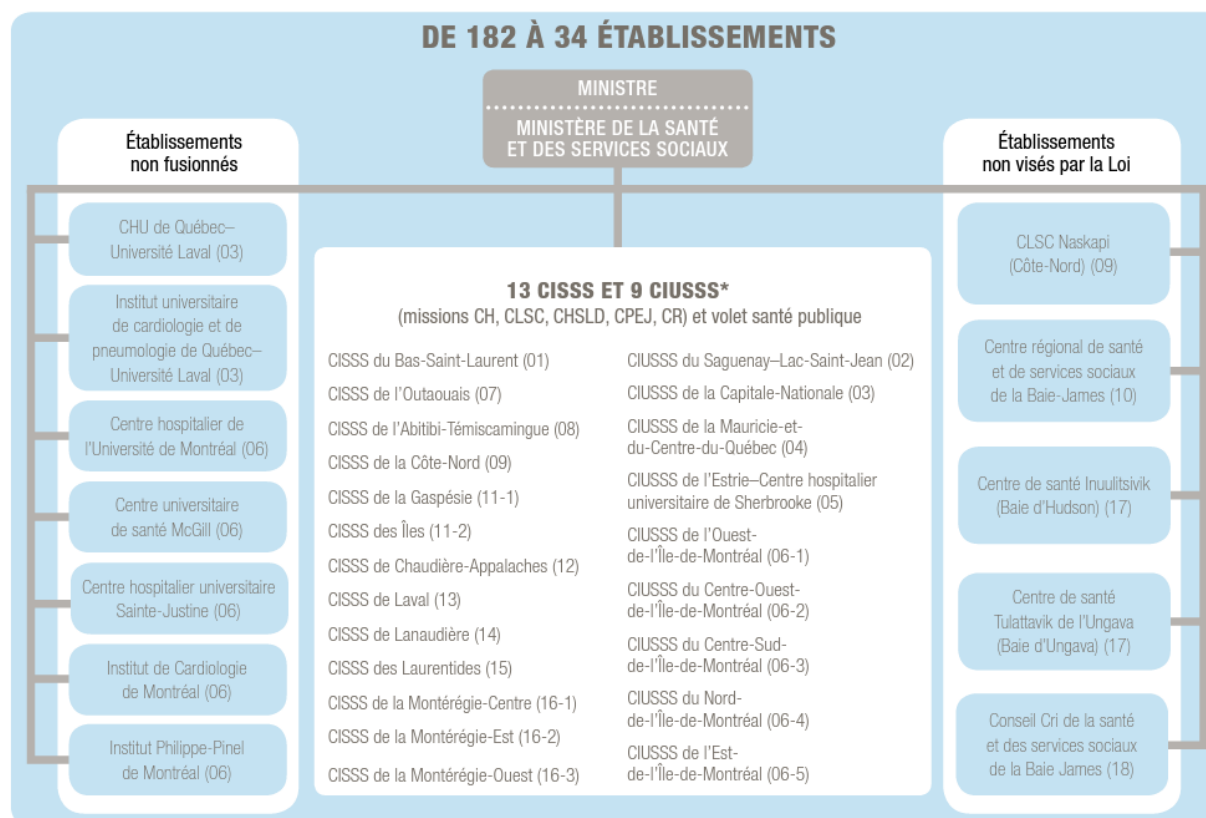 DE 182 À 34 ÉTABLISSEMENTS
MINISTRE
MINISTÈRE DE LA SANTÉ
ET DES SERVICES SOCIAUX
Établissements
non fusionnés
CHU de Québec–
Université Laval (03)
Institut universitaire
de cardiologie et de
pneumologie de Québec–
Université Laval (03)
Centre hospitalier de
l'Université de Montréal (06)
Centre universitaire
de santé McGill (06)
Centre hospitalier universitaire
Sainte-Justine (06)
Institut de Cardiologie
de Montréal (06)
Institut Philippe-Pinel
de Montréal (06)
13 CISSS ET 9 CIUSSS*
(missions CH, CLSC, CHSLD, CPEJ, CR) et volet santé publique
CISSS du Bas-Saint-Laurent (01)
CISSS de l'Outaouais (07)
CISSS de l'Abitibi-Témiscamingue (08)
CISSS de la Côte-Nord (09)
CISSS de la Gaspésie (11-1)
CISSS des Îles (11-2)
CISSS de Chaudière-Appalaches (12)
CISSS de Laval (13)
CISSS de Lanaudière (14)
CISSS des Laurentides (15)
CISSS de la Montérégie-Centre (16-1)
CISSS de la Montérégie-Est (16-2)
CISSS de la Montérégie-Ouest (16-3)
CIUSSS du Saguenay–Lac-Saint-Jean (02)
CIUSSS de la Capitale-Nationale (03)
CIUSSS de la Mauricie-et-
du-Centre-du-Québec (04)
CIUSSS de l'Estrie–Centre hospitalier
universitaire de Sherbrooke (05)
CIUSSS de l'Ouest-
de-l'Île-de-Montréal (06-1)
CIUSSS du Centre-Ouest-
de-l'Île-de-Montréal (06-2)
CIUSSS du Centre-Sud-
de-l'Île-de-Montréal (06-3)
CIUSSS du Nord-
de-l'Île-de-Montréal (06-4)
CIUSSS de l'Est-
de-l'Île-de-Montréal (06-5)
Établissements
non visés par la Loi
CLSC Naskapi
(Côte-Nord) (09)
Centre régional de santé
et de services sociaux
de la Baie-James (10)
Centre de santé Inuulitsivik
(Baie d'Hudson) (17)
Centre de santé
Tulattavik de l'Ungava
(Baie d'Ungava) (17)
Conseil Cri de la santé
et des services sociaux
de la Baie James (18)